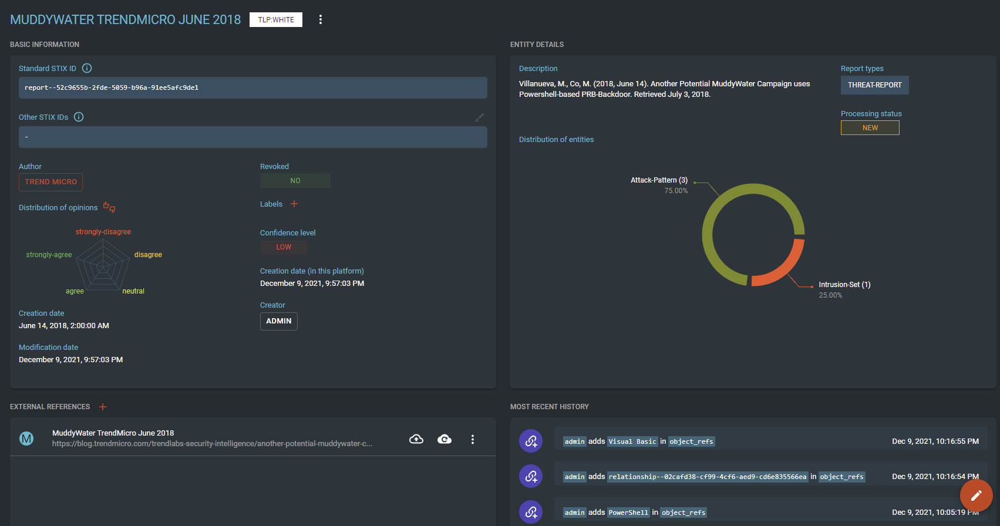 MUDDYWATER TRENDMICRO JUNE 2018
TLP:WHITE
BASIC INFORMATION
Standard STIX ID
report--52c9655b-2fde-5059-b96a-91ee5afc9de1
Other STIX IDs
-
Author
TREND MICRO
Revoked
NO
Distribution of opinions
Labels
strongly-disagree
strongly-agree
disagree
agree
neutral
Confidence level
LOW
Creation date (in this platform)
December 9, 2021, 9:57:03 PM
Creation date
June 14, 2018, 2:00:00 AM
Creator
ADMIN
Modification date
December 9, 2021, 9:57:03 PM
ENTITY DETAILS
Description
Villanueva, M., Co, M. (2018, June 14). Another Potential MuddyWater Campaign uses
Powershell-based PRB-Backdoor. Retrieved July 3, 2018.
Report types
THREAT-REPORT
Processing status
NEW
Distribution of entities
Attack-Pattern (3)
75.00%
Intrusion-Set (1)
25.00%
EXTERNAL REFERENCES
M
MuddyWater TrendMicro June 2018
https://blog.trendmicro.com/trendlabs-security-intelligence/another-potential-muddywater-c...
MOST RECENT HISTORY
admin adds Visual Basic in object_refs Dec 9, 2021, 10:16:55 PM
admin adds relationship--02cafd38-cf99-4cf6-aed9-cd6e835566ea in object_refs Dec 9, 2021, 10:16:54 PM
admin adds PowerShell in object_refs Dec 9, 2021, 10:05:19 PM